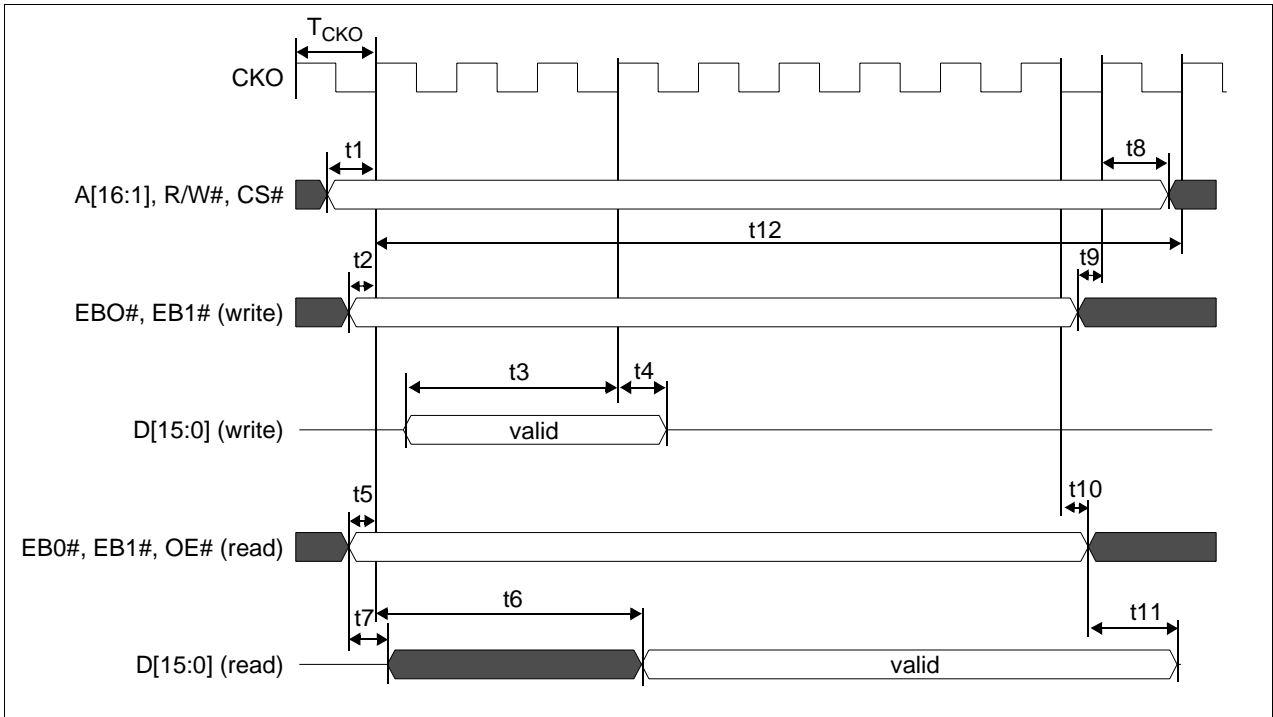 TCKO
CKO
t1
t8
A[16:1], R/W#, CS#
t12
t2
t9
EBO#, EB1# (write)
t3
t4
D[15:0] (write)
valid
t5
t10
EB0#, EB1#, OE# (read)
t6
t7
t11
D[15:0] (read)
valid